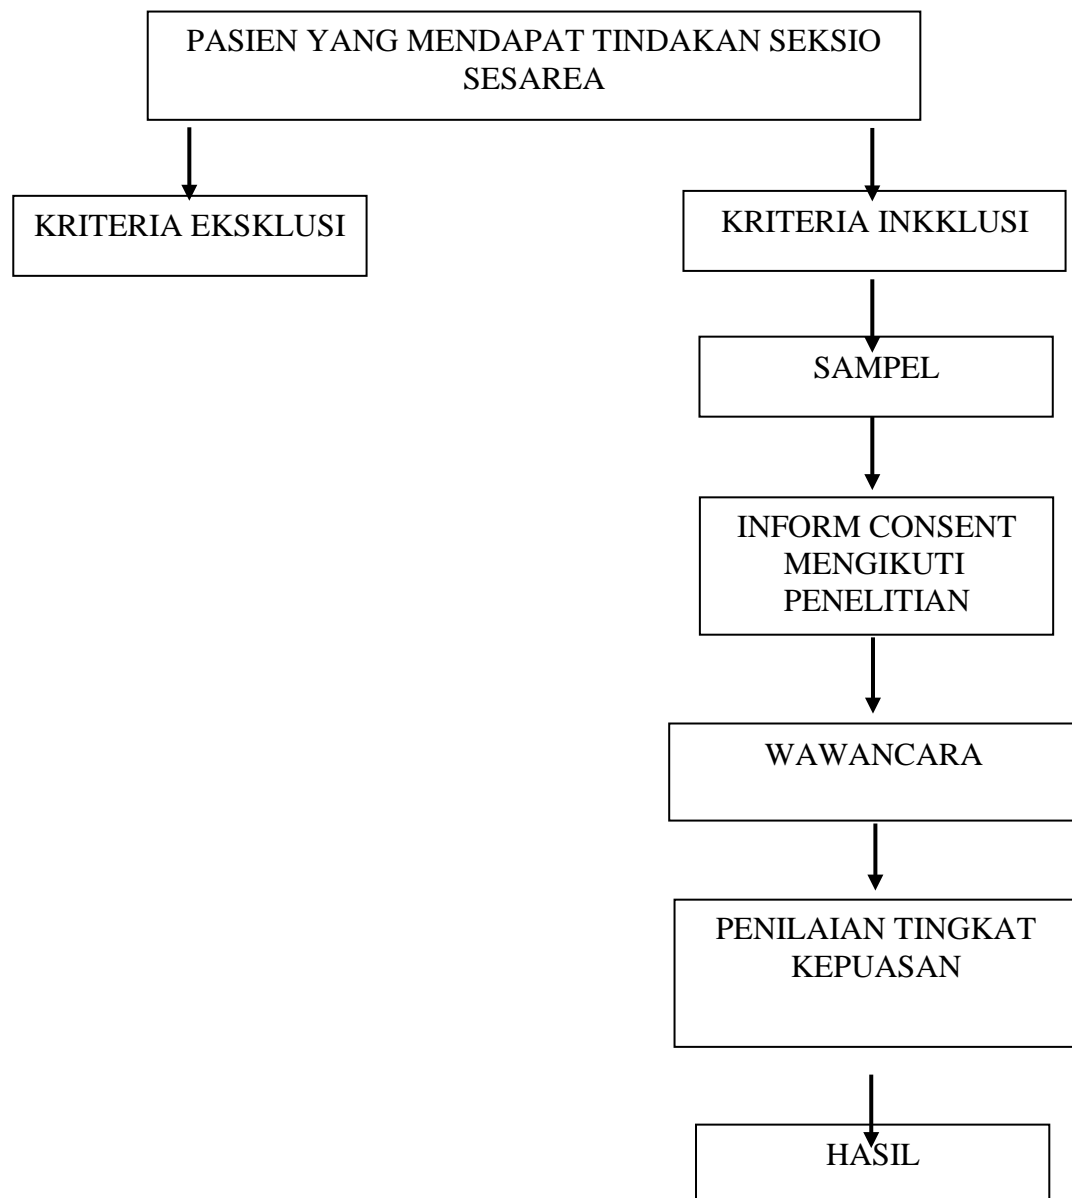 PASIEN YANG MENDAPAT TINDAKAN SEKSIO
SESAREA
KRITERIA EKSKLUSI
KRITERIA INKKLUSI
SAMPEL
INFORM CONSENT
MENGIKUTI
PENELITIAN
WAWANCARA
PENILAIAN TINGKAT
KEPUASAN
HASIL